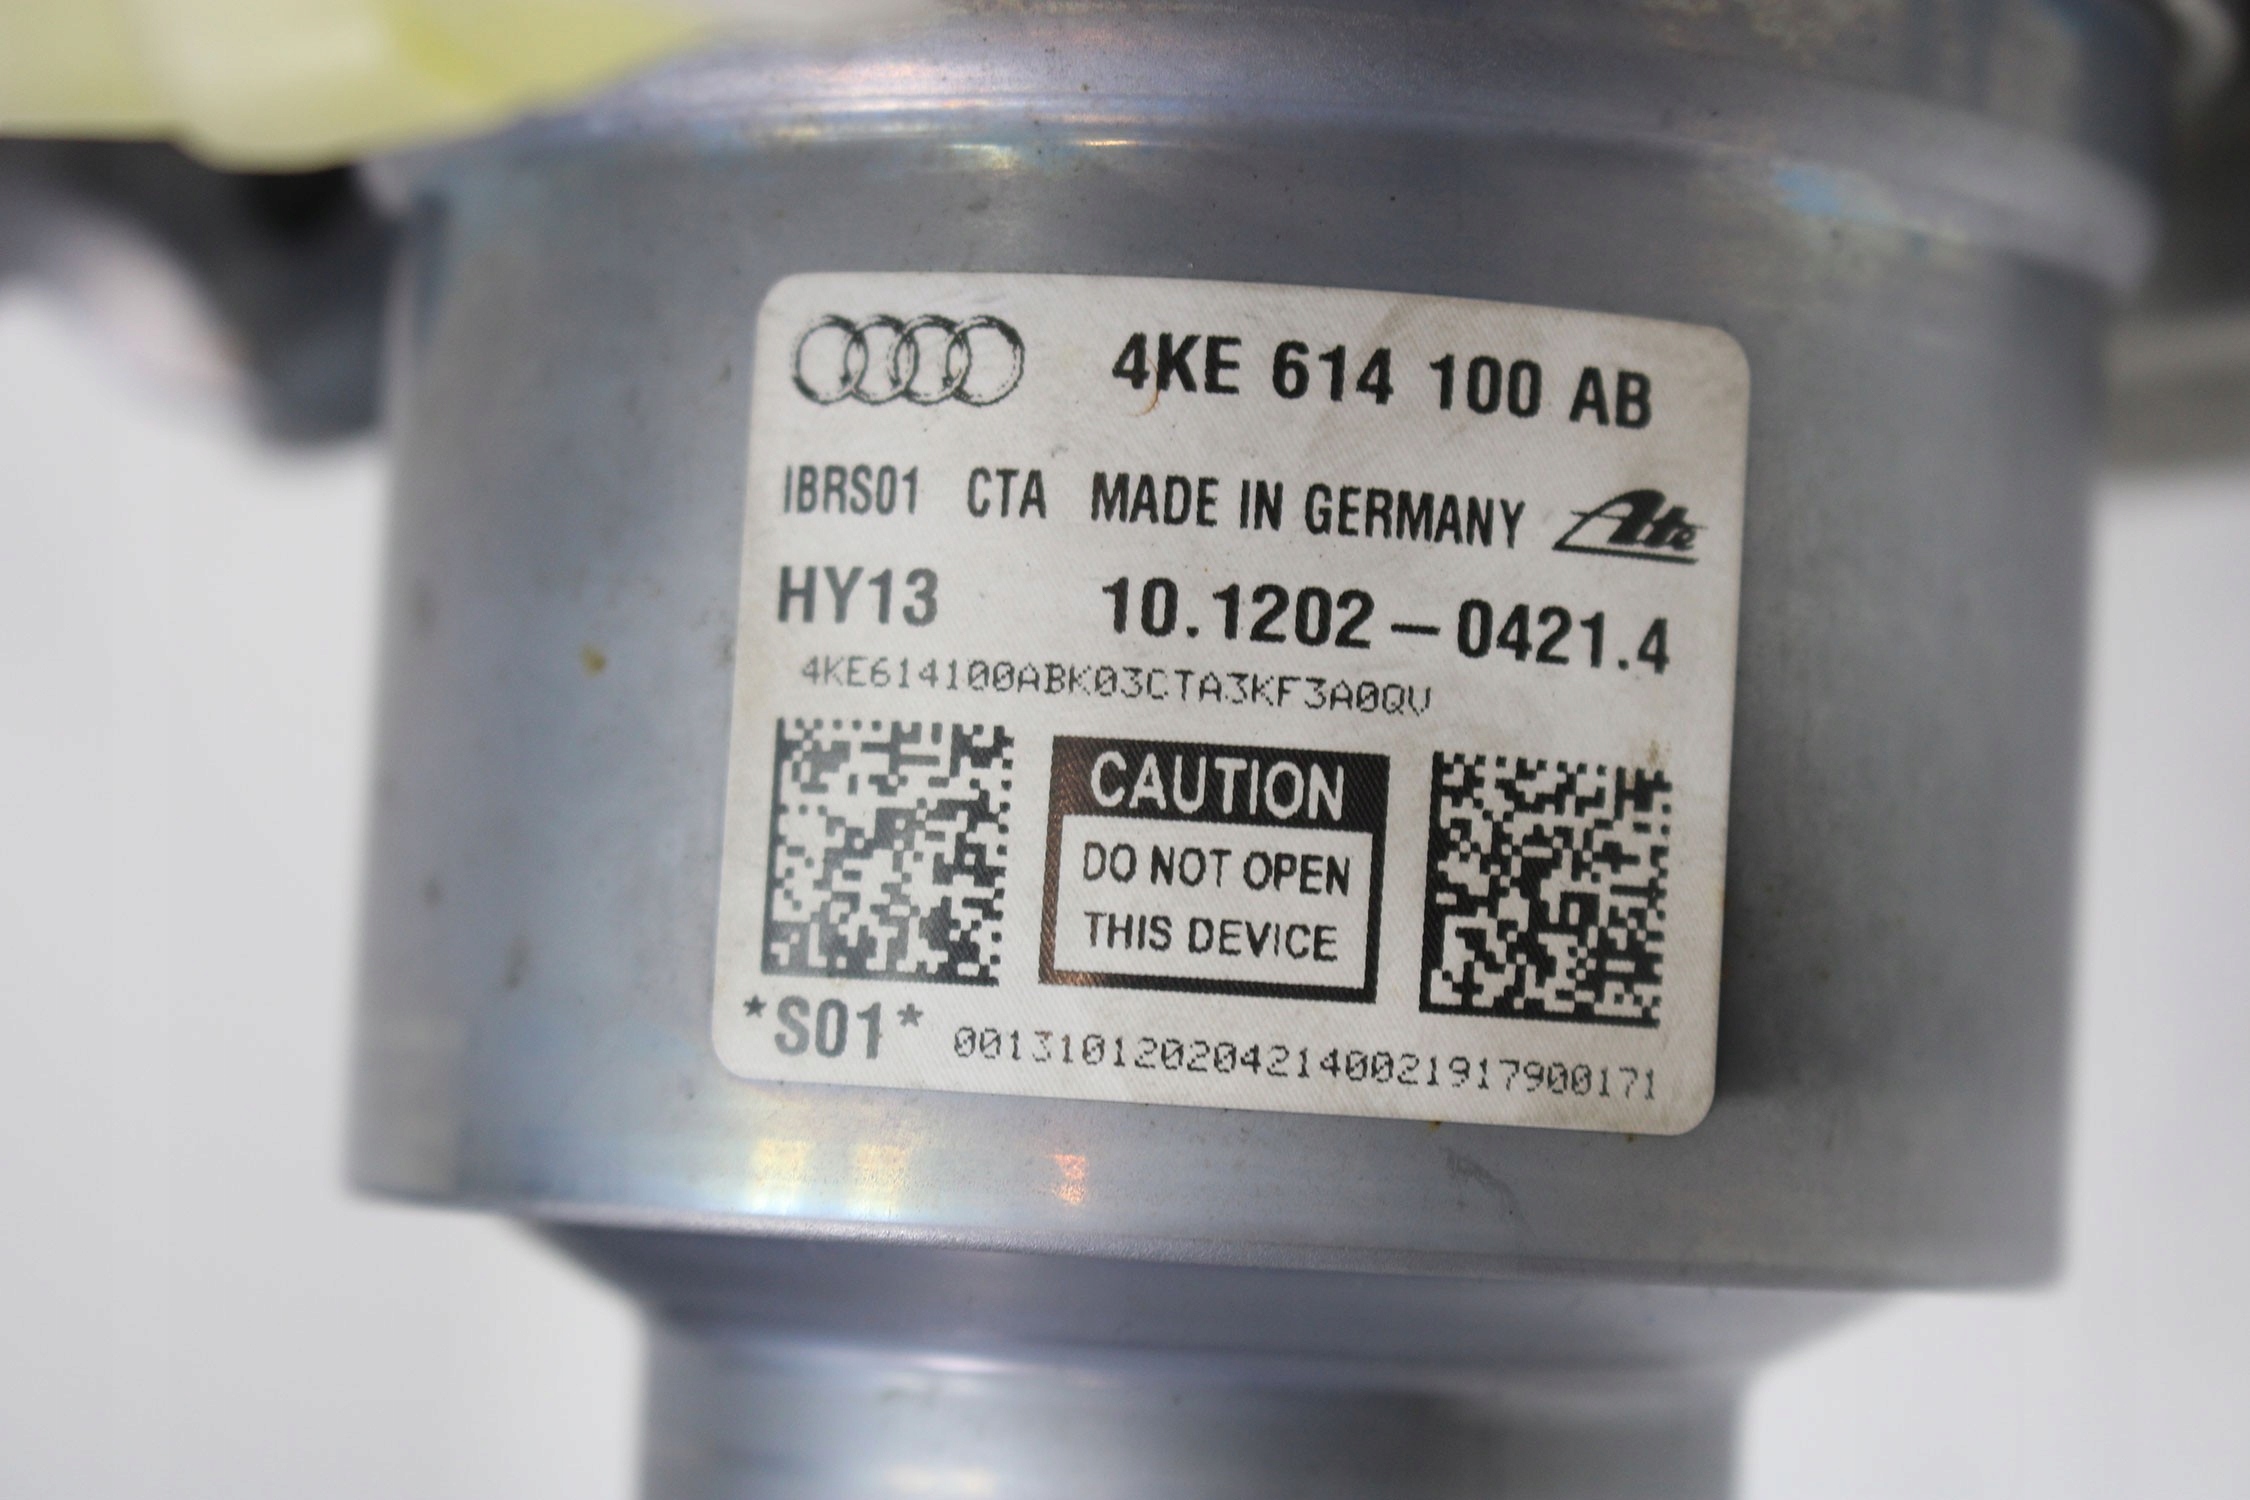 4KE 614 100 AB
IBRS01 CTA MADE IN GERMANY Ate
HY13 10.1202-0421.4
4KE614100ABK03CTA3KF3A0QV
CAUTION
DO NOT OPEN
THIS DEVICE
*S01* 0013101202042140021917900171